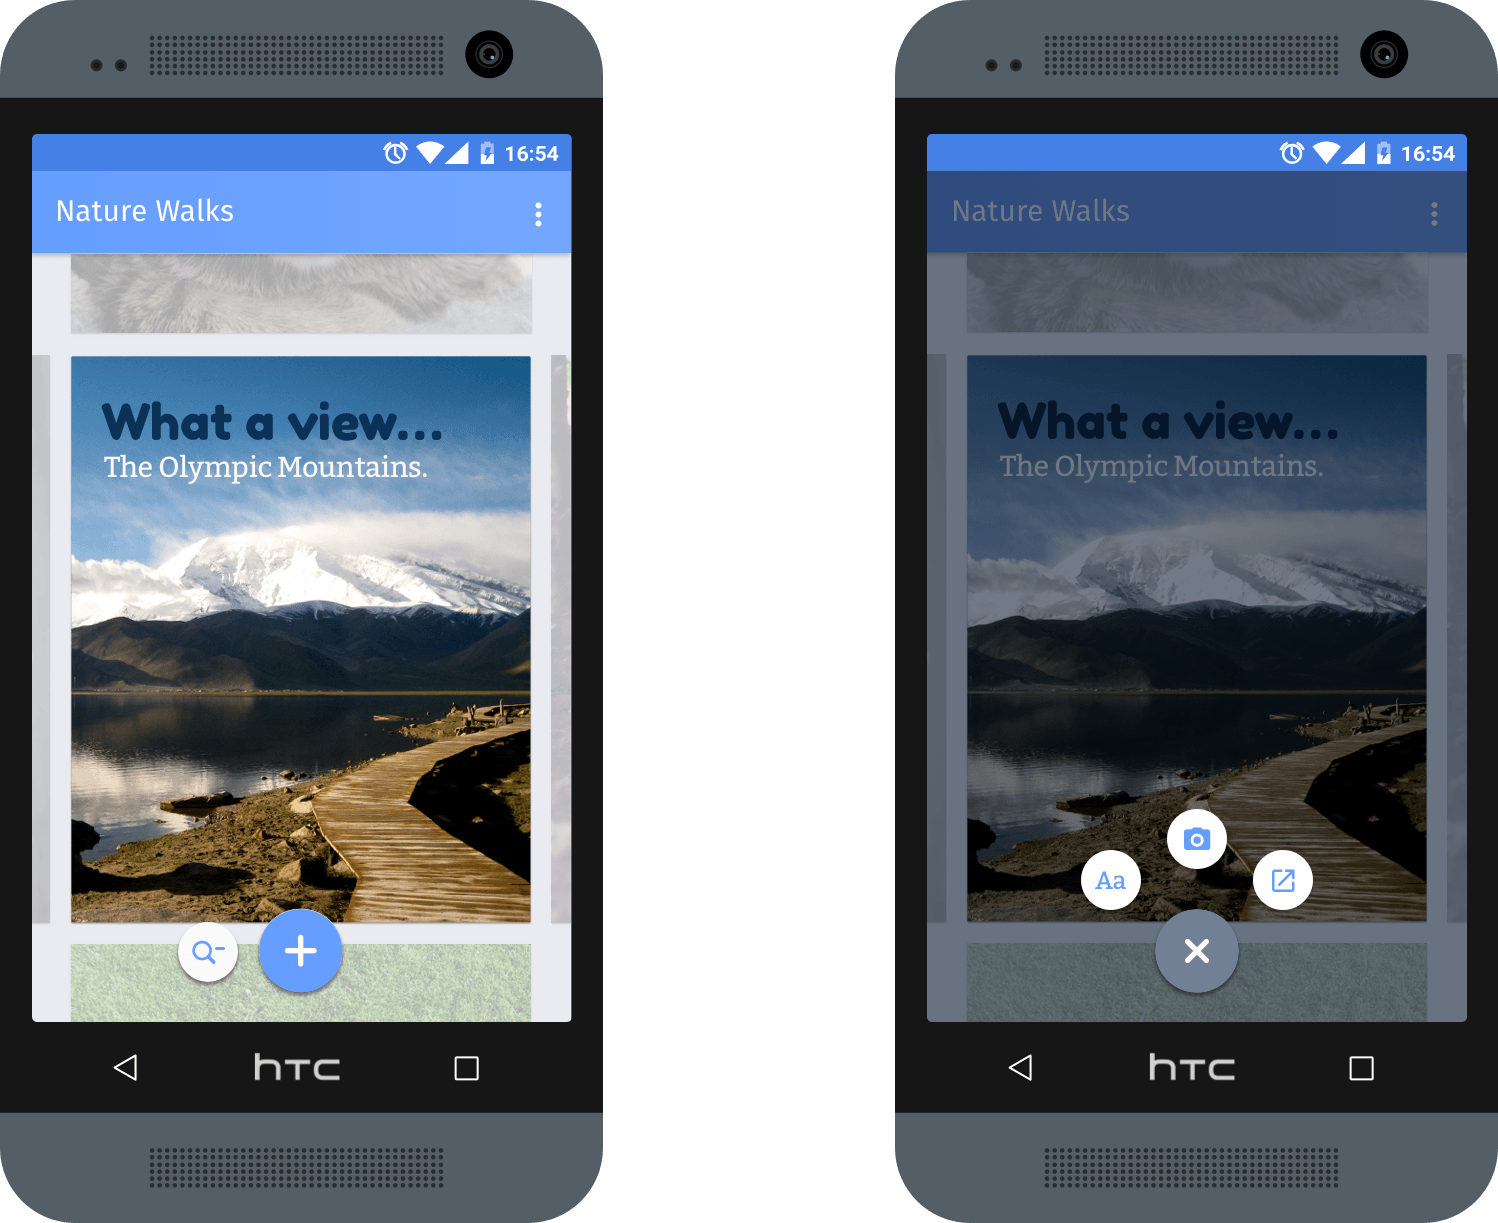 16:54
Nature Walks
What a view...
The Olympic Mountains.
htc
16:54
Nature Walks
What a view...
The Olympic Mountains.
Aa
htc